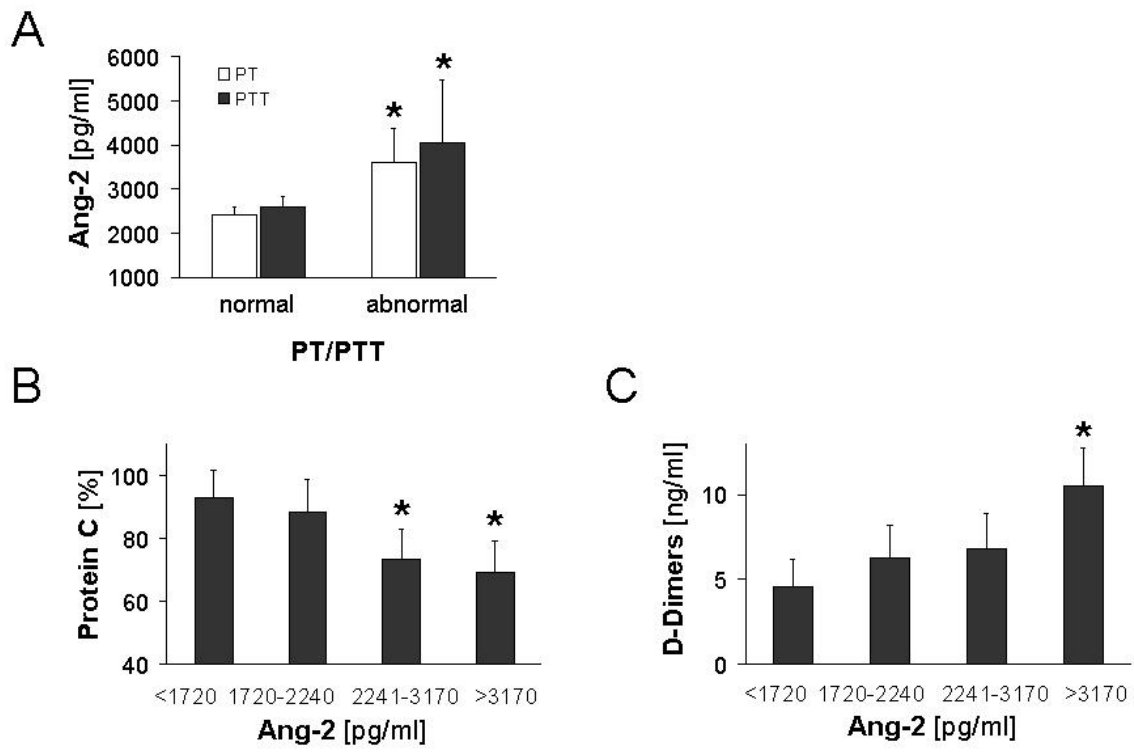 A
Ang-2 [pg/ml]
6000
5000
4000
3000
2000
1000
PT
PTT
*
*
normal abnormal
PT/PTT
B
Protein C [%]
100
80
60
40
*
*
<1720 1720-2240 2241-3170 >3170
Ang-2 [pg/ml]
C
D-Dimers [ng/ml]
10
5
0
*
<1720 1720-2240 2241-3170 >3170
Ang-2 [pg/ml]